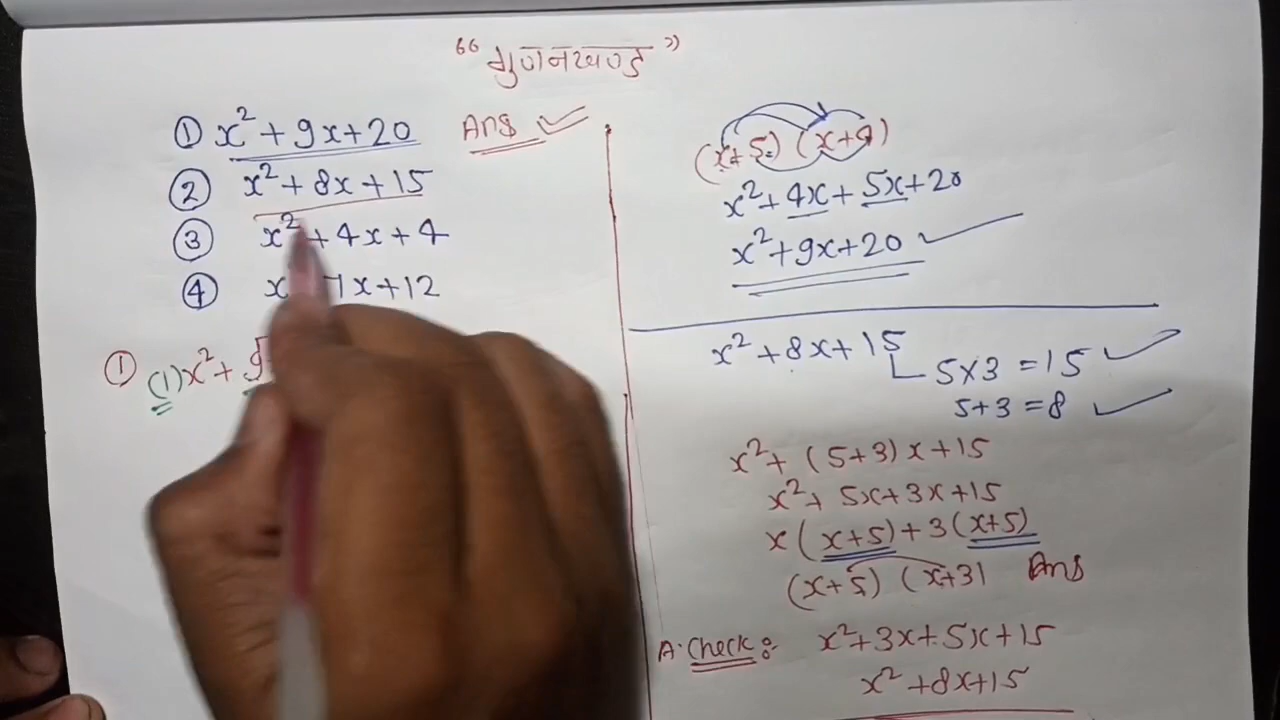 “गुणनखण्ड”
① x²+9x+20 Ans ✓
② x²+8x+15
③ x²+4x+4
④ x x+12
① (1)x²+
(x+5)(x+4)
x²+4x+5x+20
x²+9x+20 ✓
x²+8x+15
5×3=15 ✓
5+3=8 ✓
x²+(5+3)x+15
x²+5x+3x+15
x(x+5)+3(x+5)
(x+5)(x+3) Ans
A.Check:- x²+3x+5x+15
x²+8x+15